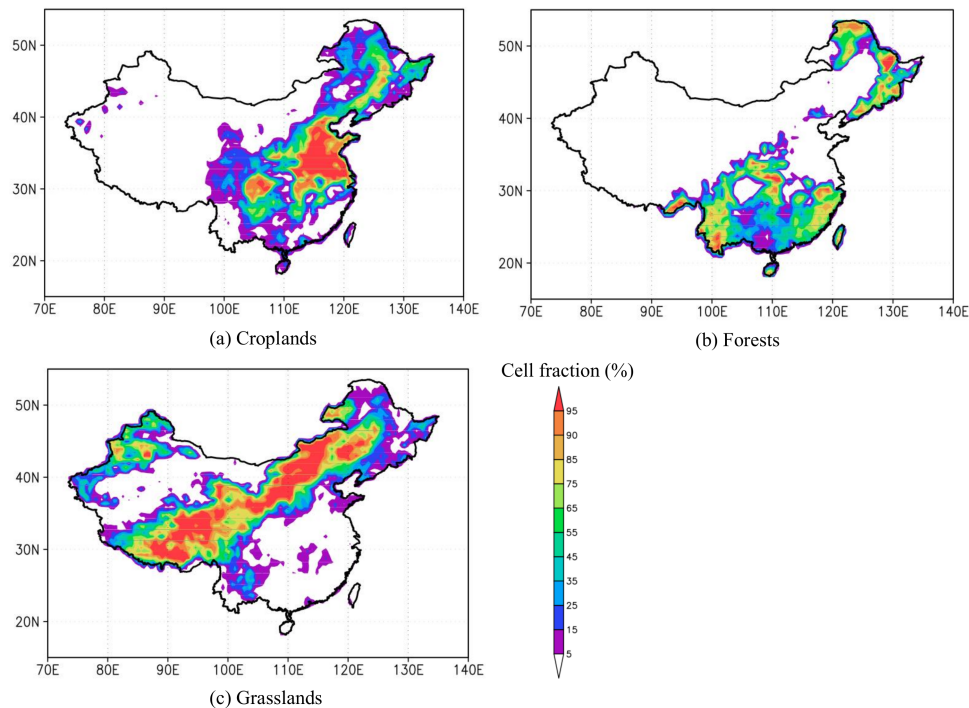 50N
40N
30N
20N
70E 80E 90E 100E 110E 120E 130E 140E
(a) Croplands
50N
40N
30N
20N
70E 80E 90E 100E 110E 120E 130E 140E
(b) Forests
50N
40N
30N
20N
70E 80E 90E 100E 110E 120E 130E 140E
(c) Grasslands
Cell fraction (%)
95
90
85
75
65
55
45
35
25
15
5